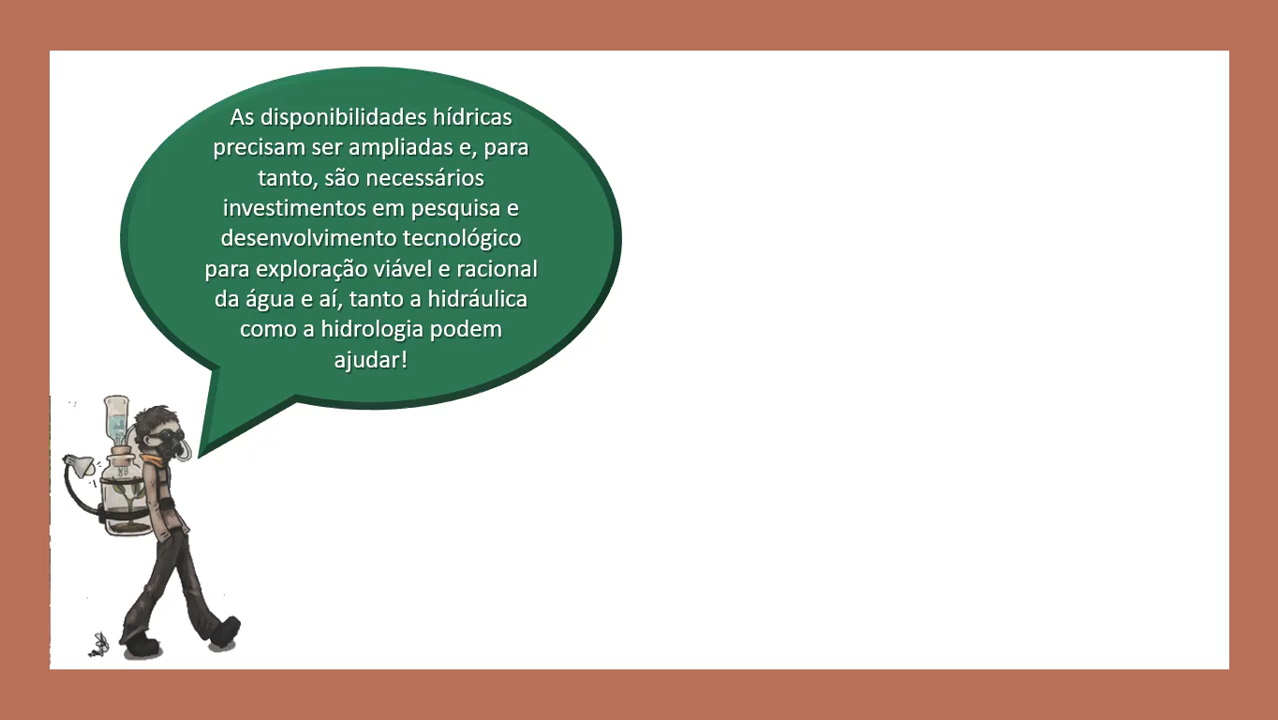 As disponibilidades hídricas
precisam ser ampliadas e, para
tanto, são necessários
investimentos em pesquisa e
desenvolvimento tecnológico
para exploração viável e racional
da água e aí, tanto a hidráulica
como a hidrologia podem
ajudar!